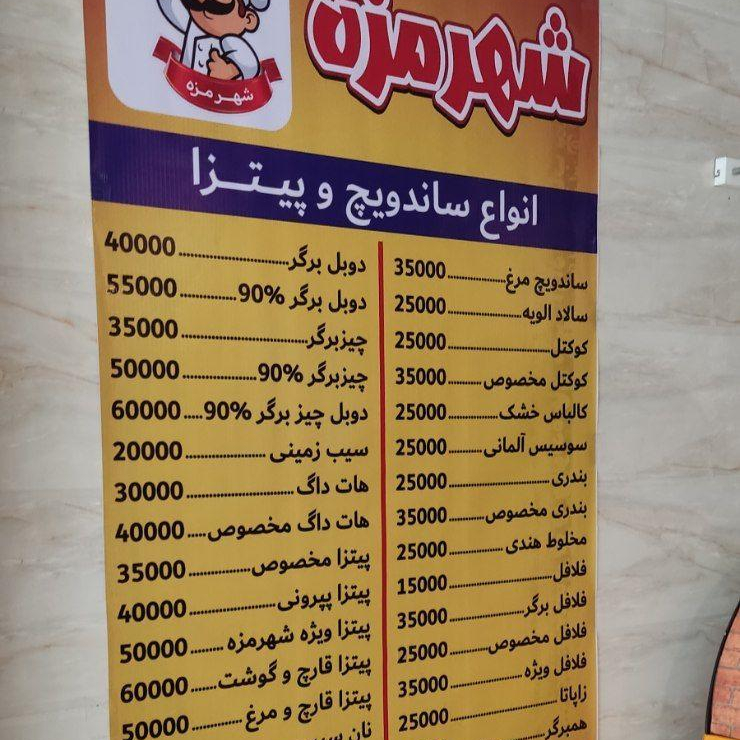 شهر مزه
شهر مزه
انواع ساندویچ و پیتزا
ساندویچ مرغ ........ 35000
سالاد الویه ........ 25000
کوکتل ........ 25000
کوکتل مخصوص ........ 35000
کالباس خشک ........ 25000
سوسیس آلمانی ........ 25000
بندری ........ 25000
بندری مخصوص ........ 35000
مخلوط هندی ........ 25000
فلافل ........ 15000
فلافل برگر ........ 35000
فلافل مخصوص ........ 25000
فلافل ویژه ........ 35000
زاپاتا ........ 25000
همبرگر
دوبل برگر ........ 40000
دوبل برگر 90% ........ 55000
چیزبرگر ........ 35000
چیزبرگر 90% ........ 50000
دوبل چیز برگر 90% ..... 60000
سیب زمینی ........ 20000
هات داگ ........ 30000
هات داگ مخصوص ..... 40000
پیتزا مخصوص ........ 35000
پیتزا پپرونی ........ 40000
پیتزا ویژه شهرمزه ........ 50000
پیتزا قارچ و گوشت ...... 60000
پیتزا قارچ و مرغ ........ 50000
نان